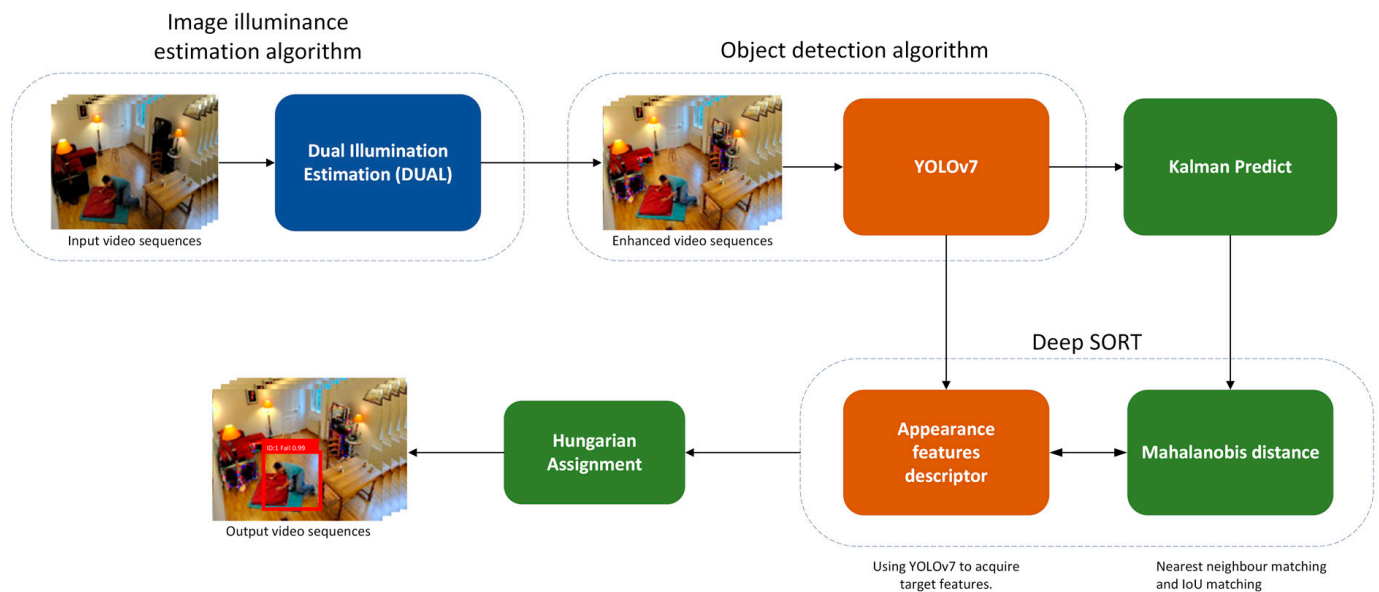 Image illuminance
estimation algorithm
Object detection algorithm
Dual Illumination
Estimation (DUAL)
YOLOv7
Kalman Predict
Input video sequences
Enhanced video sequences
Deep SORT
ID:1 Fall 0.99
Hungarian
Assignment
Appearance
features
descriptor
Mahalanobis distance
Output video sequences
Using YOLOv7 to acquire
target features.
Nearest neighbour matching
and IoU matching